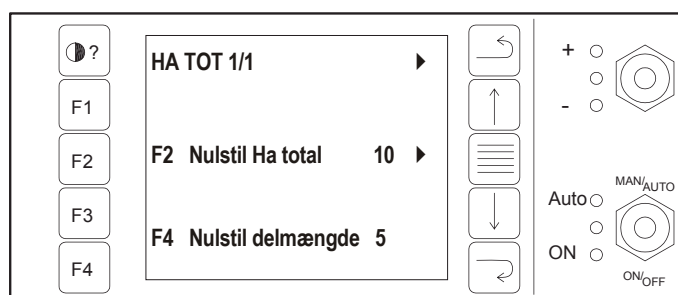 ?
F1
F2
F3
F4
HA TOT 1/1
F2 Nulstil Ha total 10
F4 Nulstil delmængde 5
+
-
MAN/AUTO
Auto
ON
ON/OFF